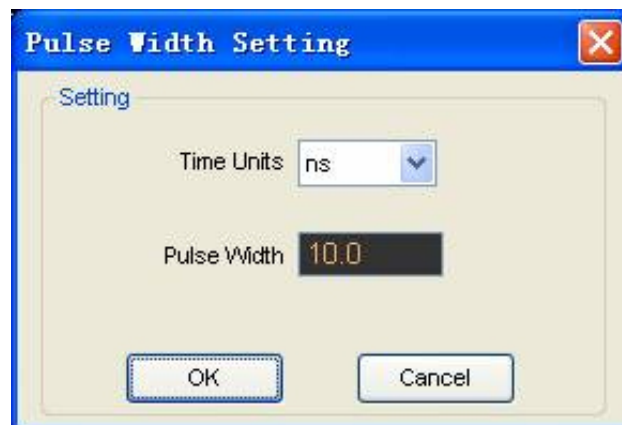 Pulse Width Setting
Setting
Time Units ns
Pulse Width 10.0
OK Cancel